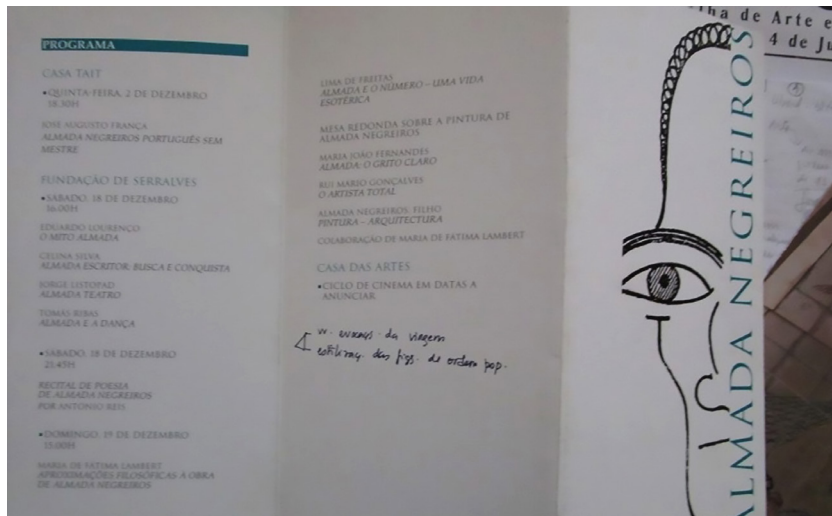 PROGRAMA
CASA TAIT
•QUINTA-FEIRA, 2 DE DEZEMBRO
18.30H
JOSÉ AUGUSTO FRANÇA
ALMADA NEGREIROS PORTUGUÊS SEM
MESTRE
FUNDAÇÃO DE SERRALVES
•SÁBADO, 18 DE DEZEMBRO
16.00H
EDUARDO LOURENÇO
O MITO ALMADA
CELINA SILVA
ALMADA ESCRITOR: BUSCA E CONQUISTA
JORGE LISTOPAD
ALMADA TEATRO
TOMÁS RIBAS
ALMADA E A DANÇA
•SÁBADO, 18 DE DEZEMBRO
21.45H
RECITAL DE POESIA
DE ALMADA NEGREIROS
POR ANTÓNIO REIS
•DOMINGO, 19 DE DEZEMBRO
15.00H
MARIA DE FÁTIMA LAMBERT
APROXIMAÇÕES FILOSÓFICAS À OBRA
DE ALMADA NEGREIROS
LIMA DE FREITAS
ALMADA E O NÚMERO – UMA VIDA
ESOTÉRICA
MESA REDONDA SOBRE A PINTURA DE
ALMADA NEGREIROS
MARIA JOÃO FERNANDES
ALMADA: O GRITO CLARO
RUI MÁRIO GONÇALVES
O ARTISTA TOTAL
ALMADA NEGREIROS, FILHO
PINTURA – ARQUITECTURA
COLABORAÇÃO DE MARIA DE FÁTIMA LAMBERT
CASA DAS ARTES
•CICLO DE CINEMA EM DATAS A
ANUNCIAR
da viagem
das figs. de ordem pop.
ALMADA NEGREIROS
de Arte e
4 de Ju